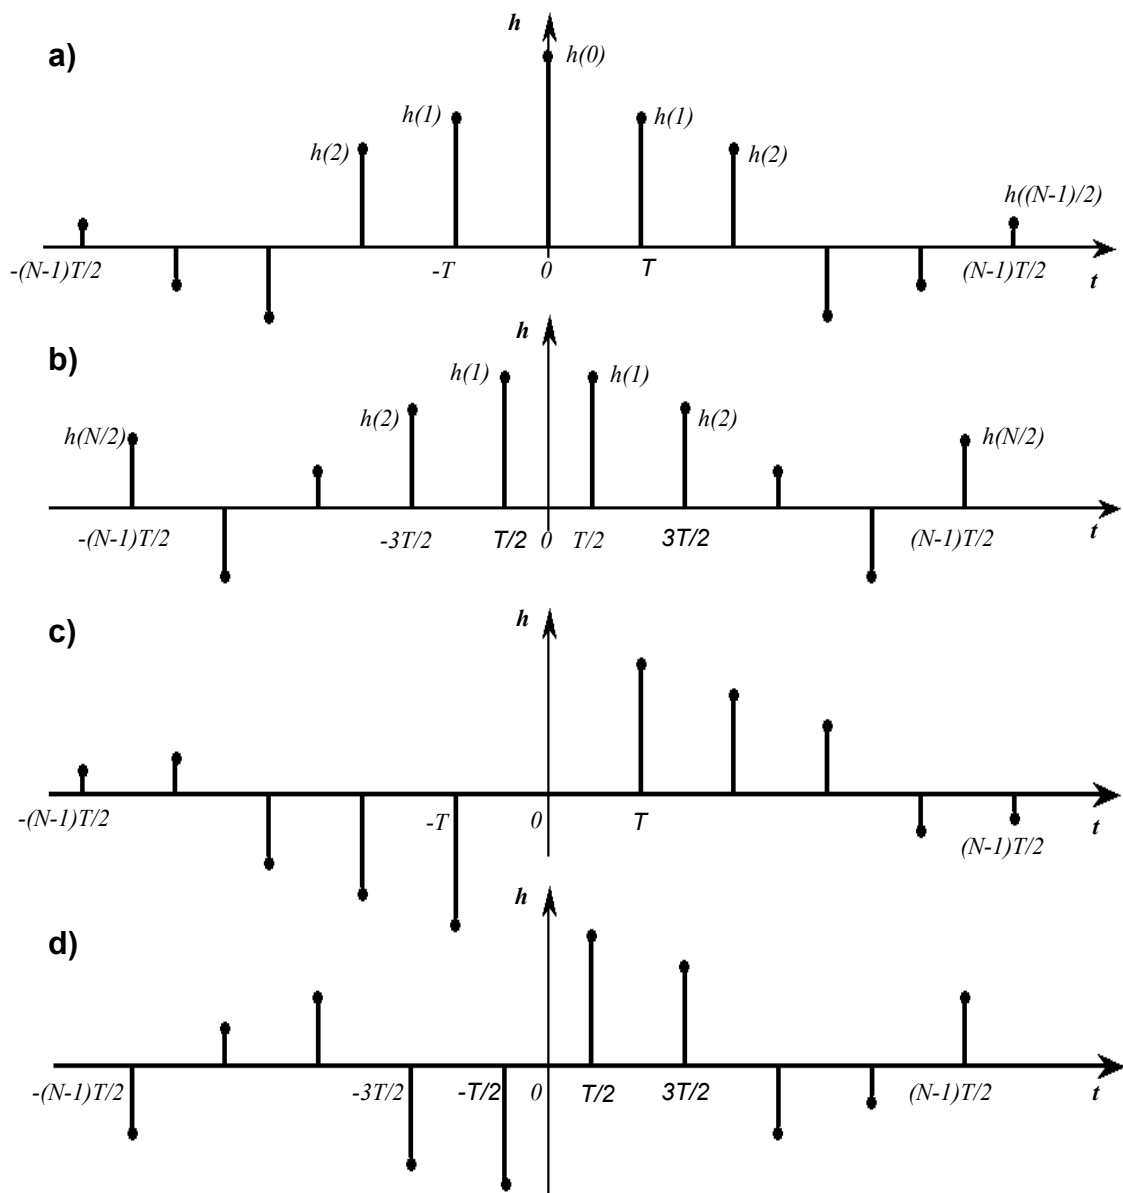 h
a)
h(0)
h(1) h(1)
h(2) h(2)
h((N-1)/2)
-(N-1)T/2 -T 0 T (N-1)T/2
t
h
b)
h(1) h(1)
h(2) h(2)
h(N/2) h(N/2)
-(N-1)T/2 -3T/2 T/2 0 T/2 3T/2 (N-1)T/2
t
h
c)
-(N-1)T/2 -T 0 T
(N-1)T/2
t
h
d)
-(N-1)T/2 -3T/2 -T/2 0 T/2 3T/2 (N-1)T/2 t